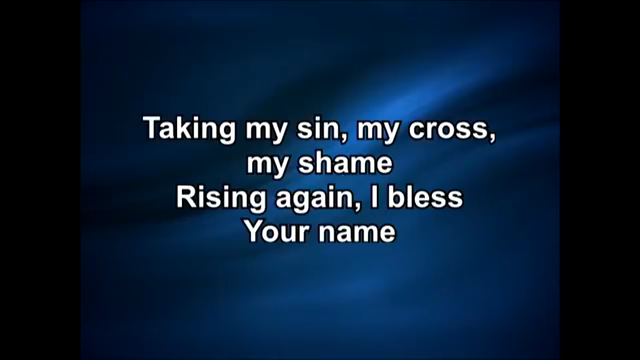 Taking my sin, my cross,
my shame
Rising again, I bless
Your name